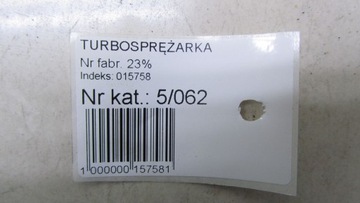 TURBOSPRĘŻARKA
Nr fabr. 23%
Indeks: 015758
Nr kat.: 5/062
1 000000 157581